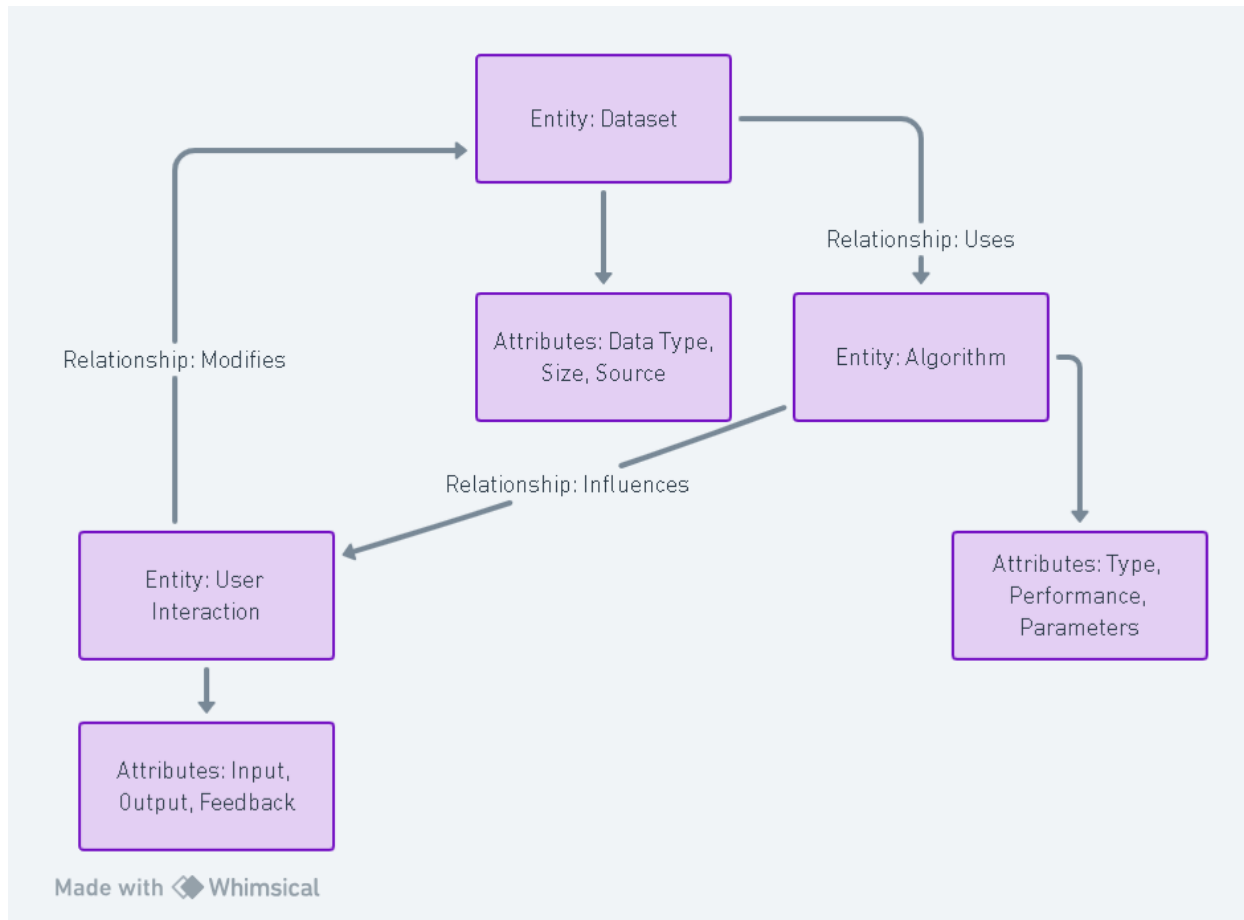 Entity: Dataset
Relationship: Uses
Attributes: Data Type,
Size, Source
Entity: Algorithm
Relationship: Modifies
Relationship: Influences
Entity: User
Interaction
Attributes: Type,
Performance,
Parameters
Attributes: Input,
Output, Feedback
Made with Whimsical